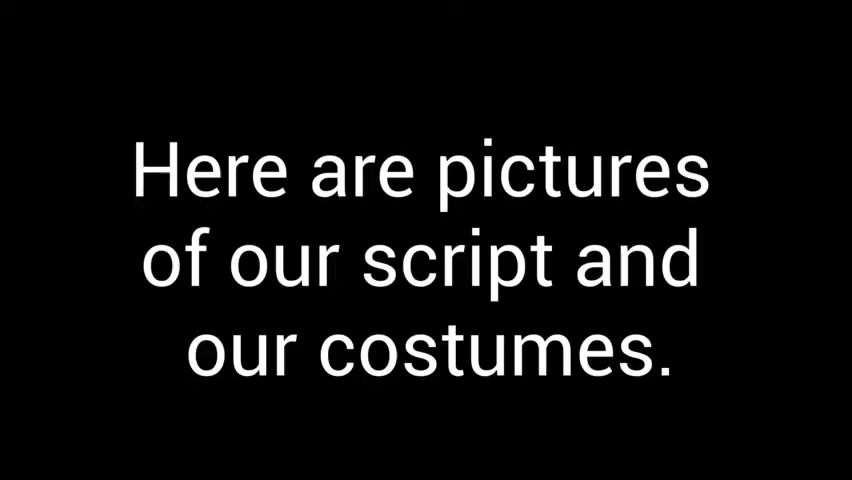 Here are pictures
of our script and
our costumes.